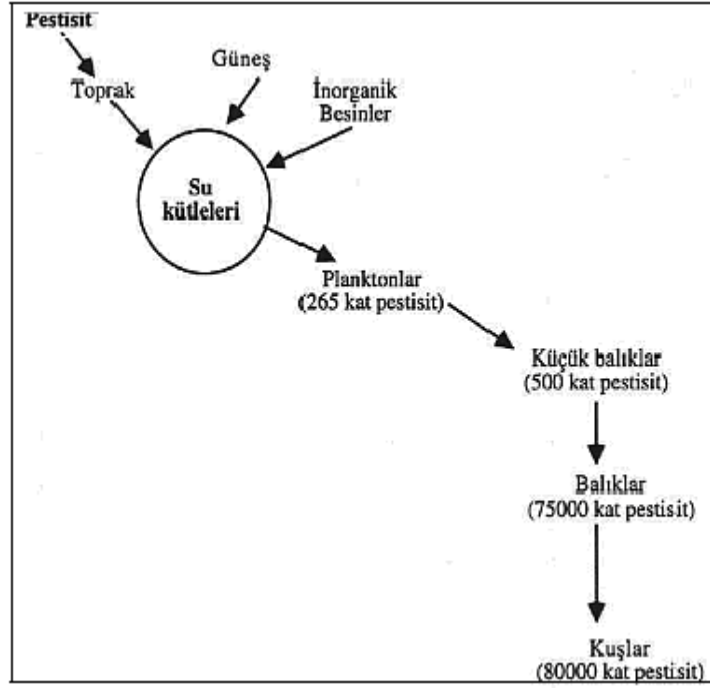 Pestisit
Toprak
Güneş
İnorganik
Besinler
Su
kütleleri
Planktonlar
(265 kat pestisit)
Küçük balıklar
(500 kat pestisit)
Balıklar
(75000 kat pestisit)
Kuşlar
(80000 kat pestisit)